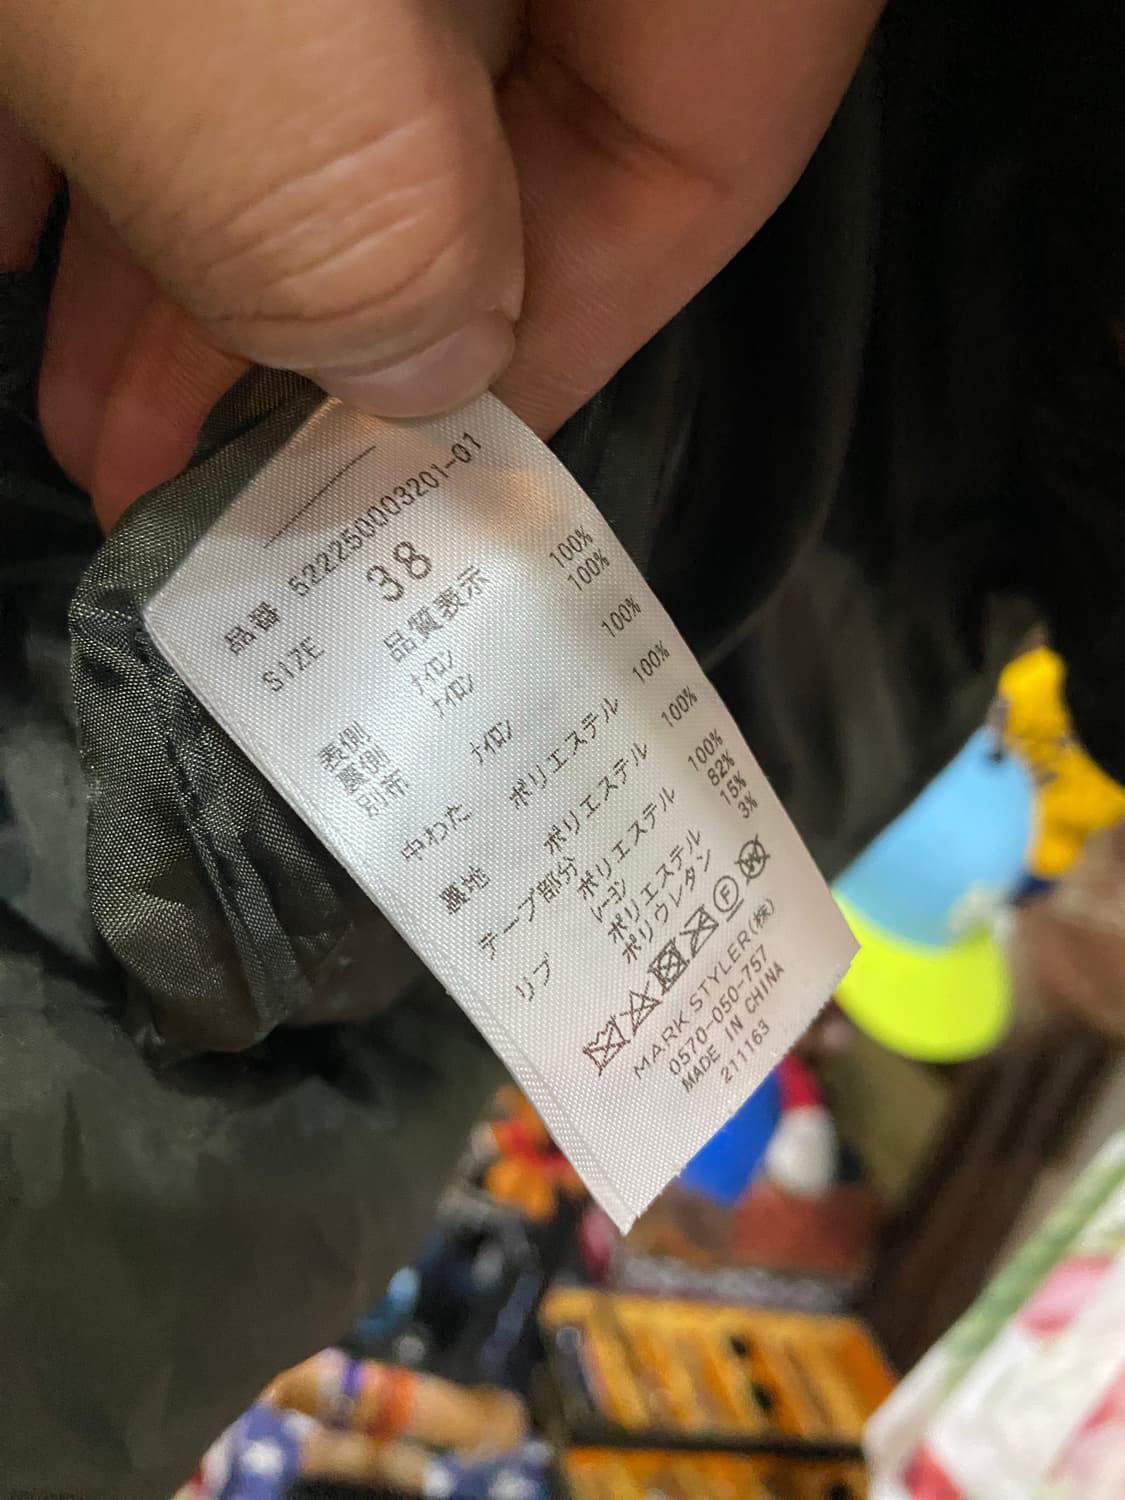 品番 522250003201-01
SIZE 38
品質表示
表側 ナイロン 100%
裏側 ナイロン 100%
別布 ナイロン 100%
中わた ポリエステル 100%
裏地 ポリエステル 100%
テープ部分 ポリエステル 100%
リブ レーヨン 82%
ポリエステル 15%
ポリウレタン 3%
F W
MARK STYLER(株)
0570-050-757
MADE IN CHINA
211163